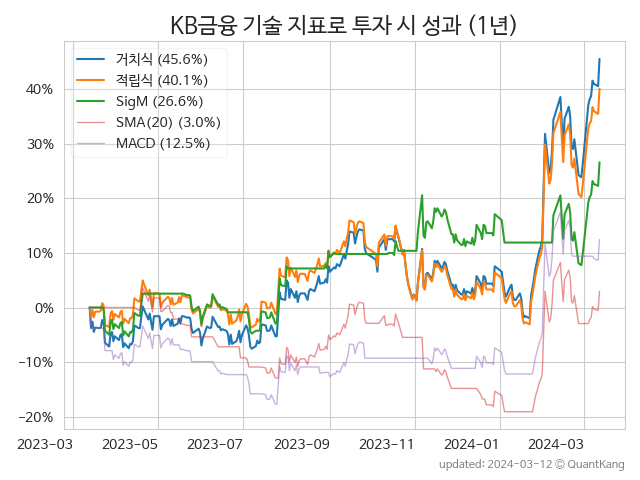 KB금융 기술 지표로 투자 시 성과 (1년)
거치식 (45.6%)
적립식 (40.1%)
SigM (26.6%)
SMA(20) (3.0%)
MACD (12.5%)
40%
30%
20%
10%
0%
−10%
−20%
2023-03 2023-05 2023-07 2023-09 2023-11 2024-01 2024-03
updated: 2024-03-12 © QuantKang